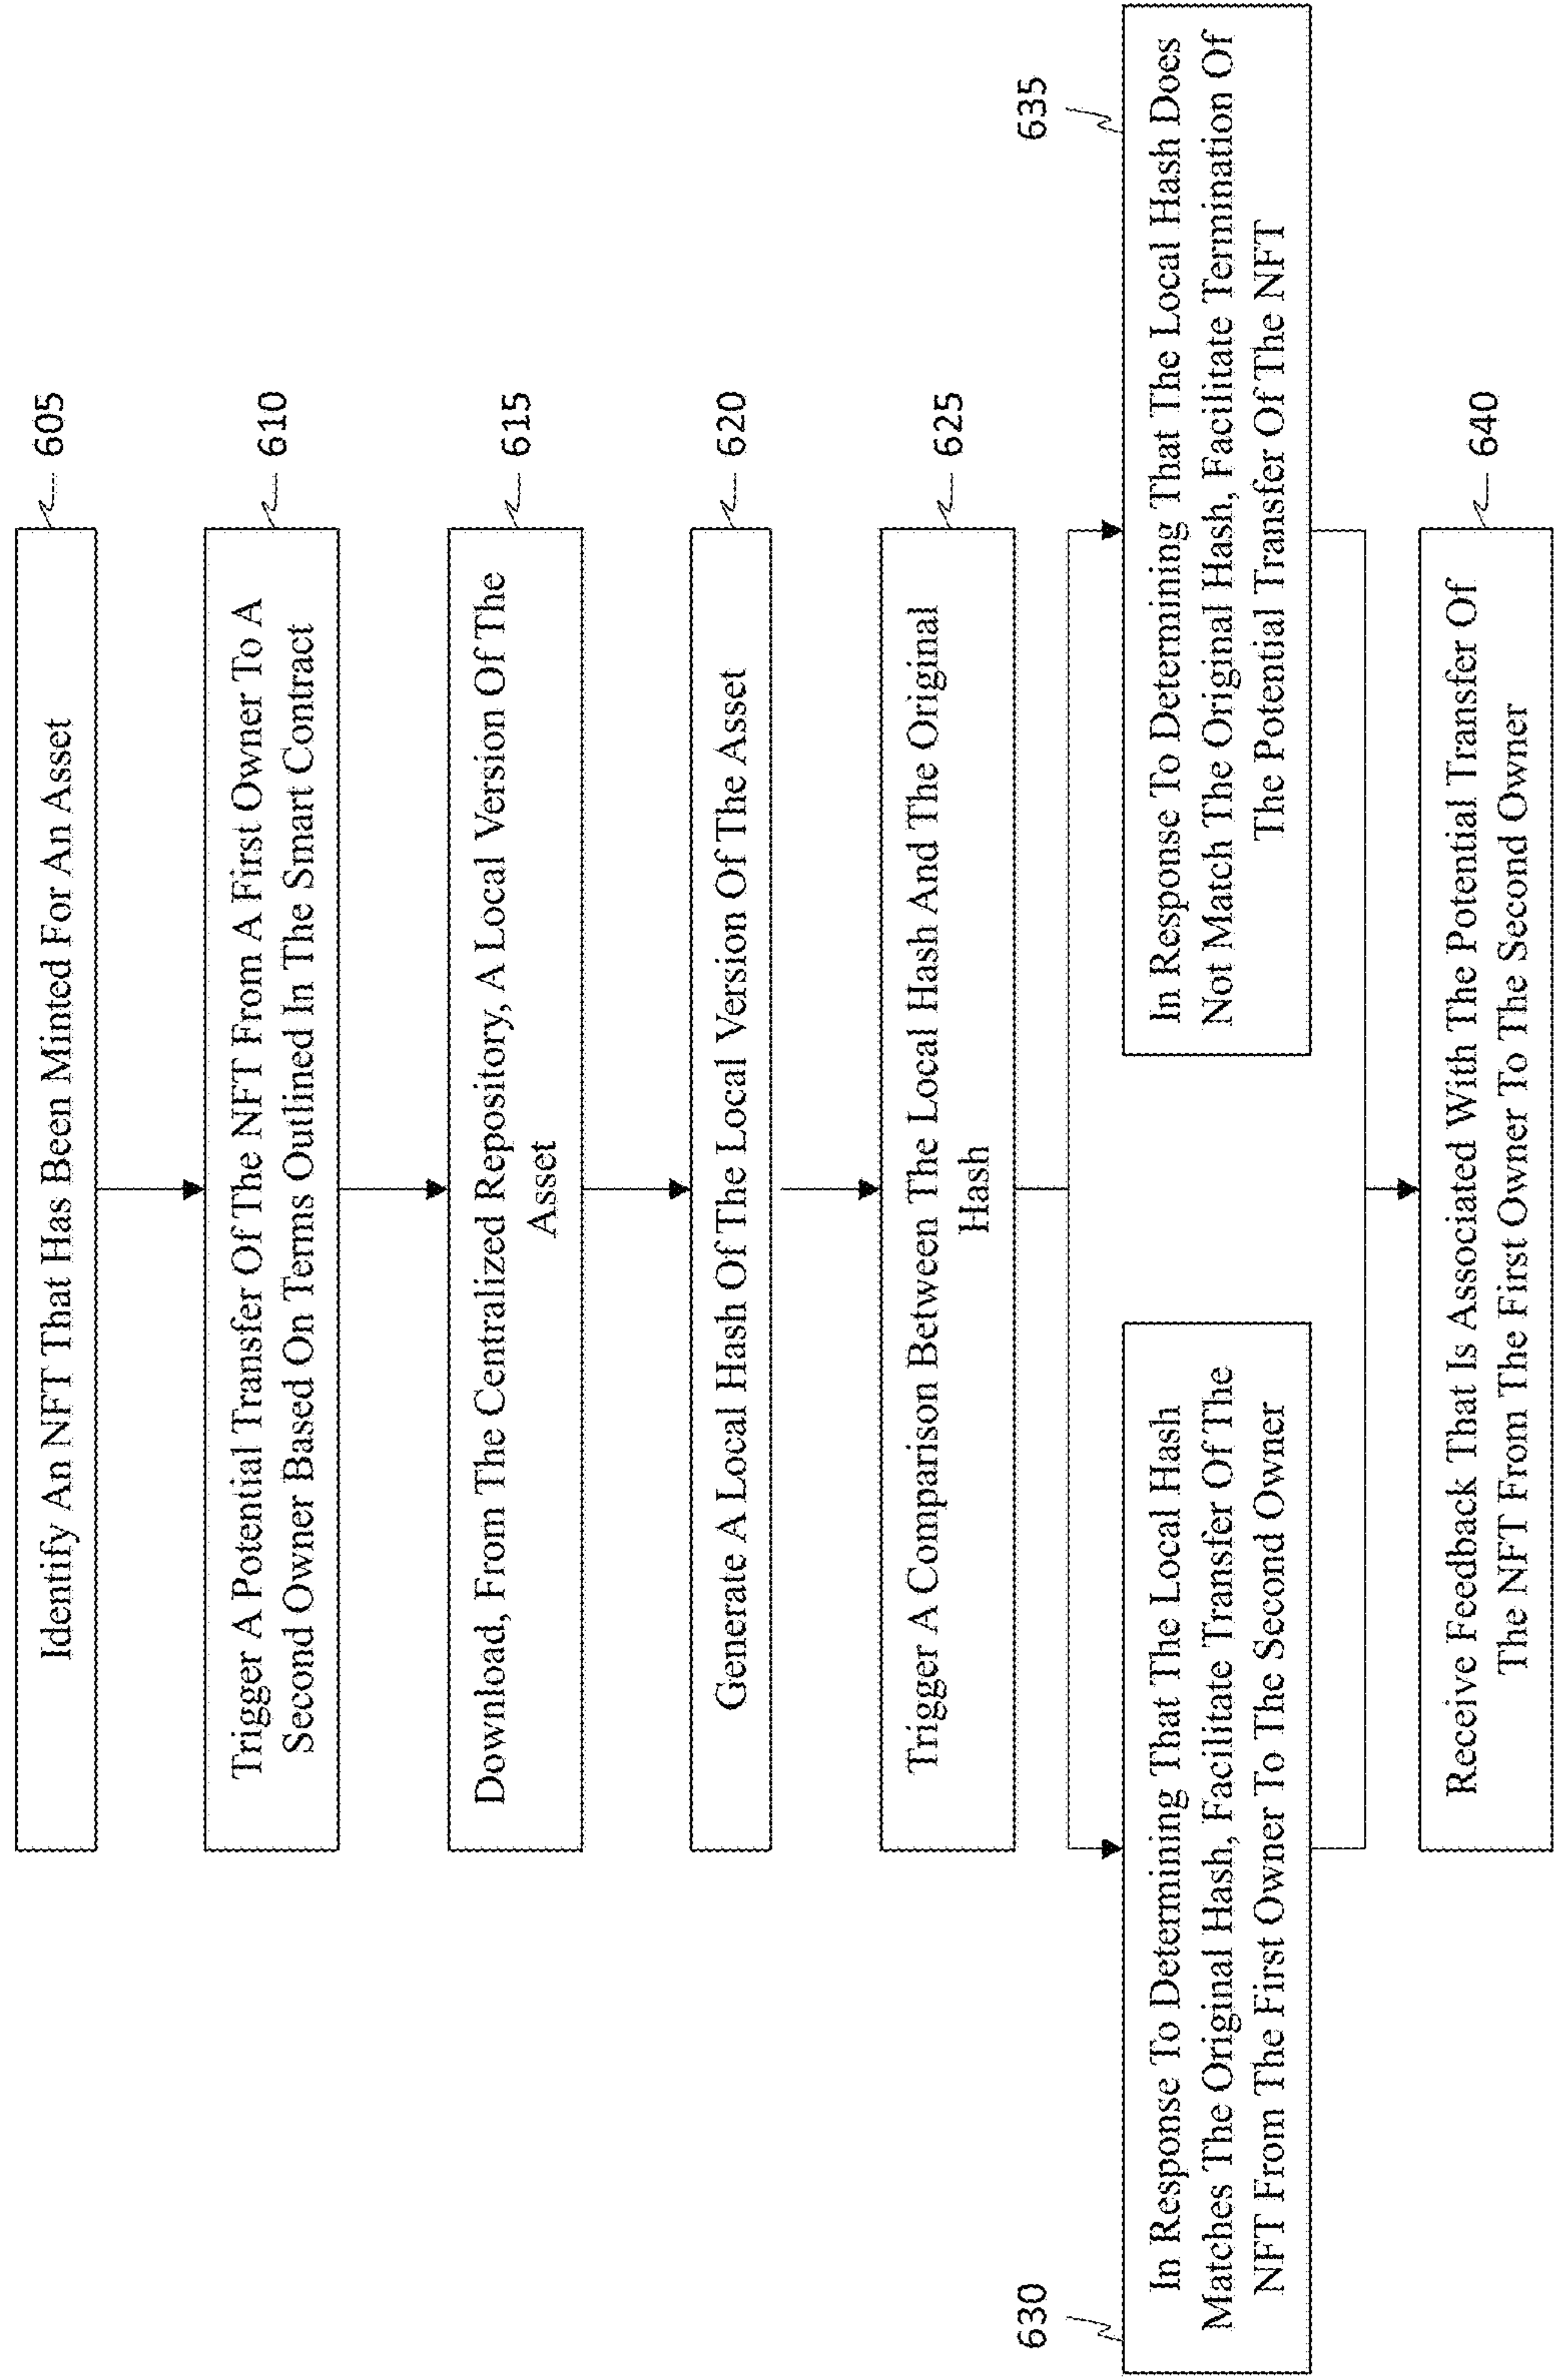 Identify An NFT That Has Been Minted For An Asset
605
Trigger A Potential Transfer Of The NFT From A First Owner To A
Second Owner Based On Terms Outlined In The Smart Contract
610
Download, From The Centralized Repository, A Local Version Of The
Asset
615
Generate A Local Hash Of The Local Version Of The Asset
620
Trigger A Comparison Between The Local Hash And The Original
Hash
625
630
In Response To Determining That The Local Hash
Matches The Original Hash, Facilitate Transfer Of The
NFT From The First Owner To The Second Owner
635
In Response To Determining That The Local Hash Does
Not Match The Original Hash, Facilitate Termination Of
The Potential Transfer Of The NFT
Receive Feedback That Is Associated With The Potential Transfer Of
The NFT From The First Owner To The Second Owner
640